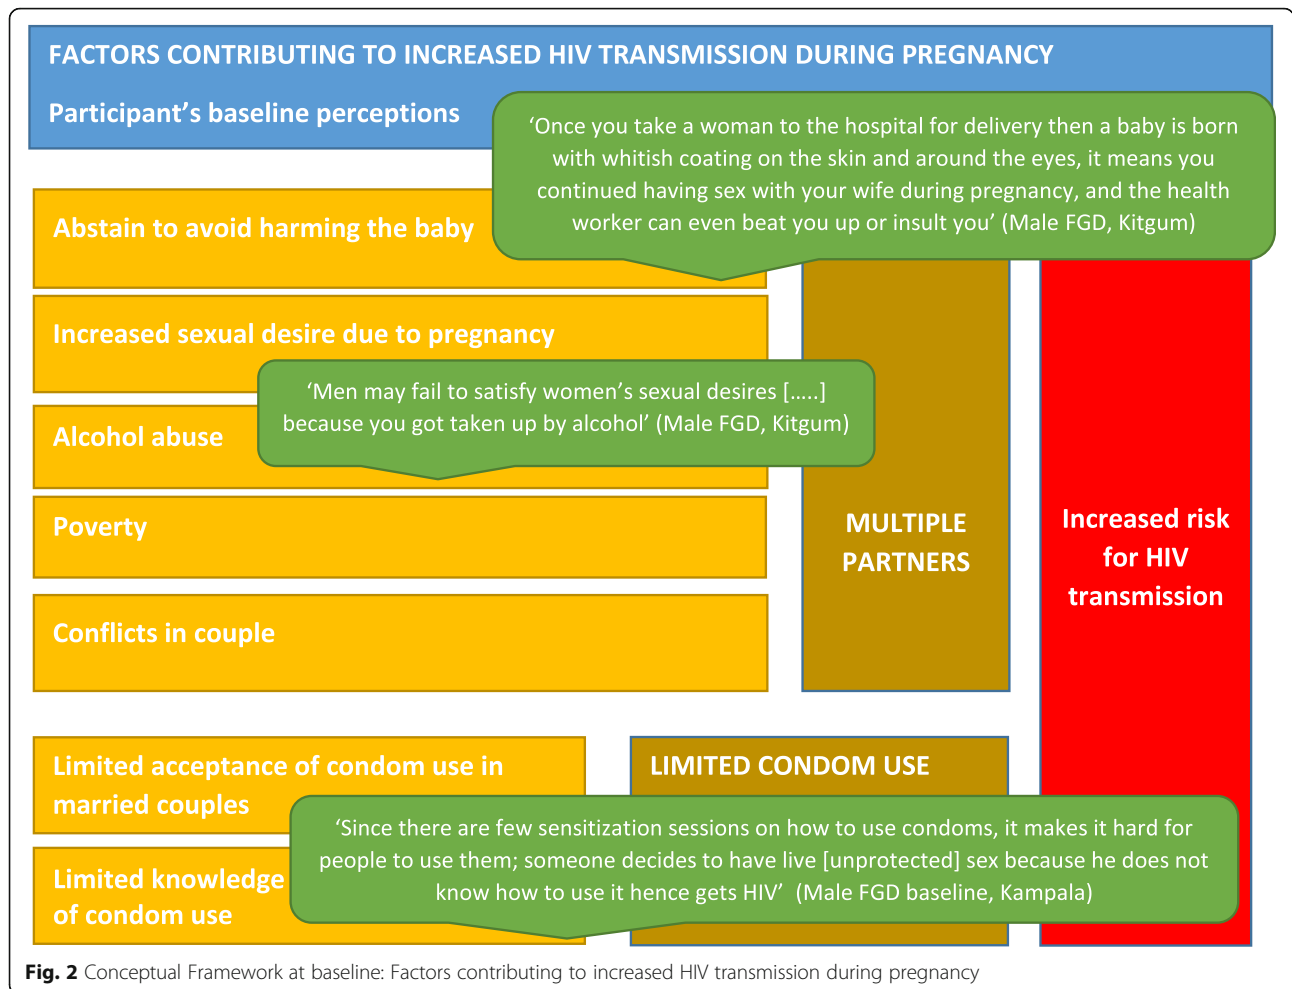 FACTORS CONTRIBUTING TO INCREASED HIV TRANSMISSION DURING PREGNANCY
Participant’s baseline perceptions
‘Once you take a woman to the hospital for delivery then a baby is born
with whitish coating on the skin and around the eyes, it means you
continued having sex with your wife during pregnancy, and the health
worker can even beat you up or insult you’ (Male FGD, Kitgum)
Abstain to avoid harming the baby
Increased sexual desire due to pregnancy
‘Men may fail to satisfy women’s sexual desires [.....]
because you got taken up by alcohol’ (Male FGD, Kitgum)
Alcohol abuse
Poverty
Conflicts in couple
MULTIPLE
PARTNERS
Increased risk
for HIV
transmission
Limited acceptance of condom use in
married couples
LIMITED CONDOM USE
‘Since there are few sensitization sessions on how to use condoms, it makes it hard for
people to use them; someone decides to have live [unprotected] sex because he does not
know how to use it hence gets HIV’ (Male FGD baseline, Kampala)
Limited knowledge
of condom use
Fig. 2 Conceptual Framework at baseline: Factors contributing to increased HIV transmission during pregnancy